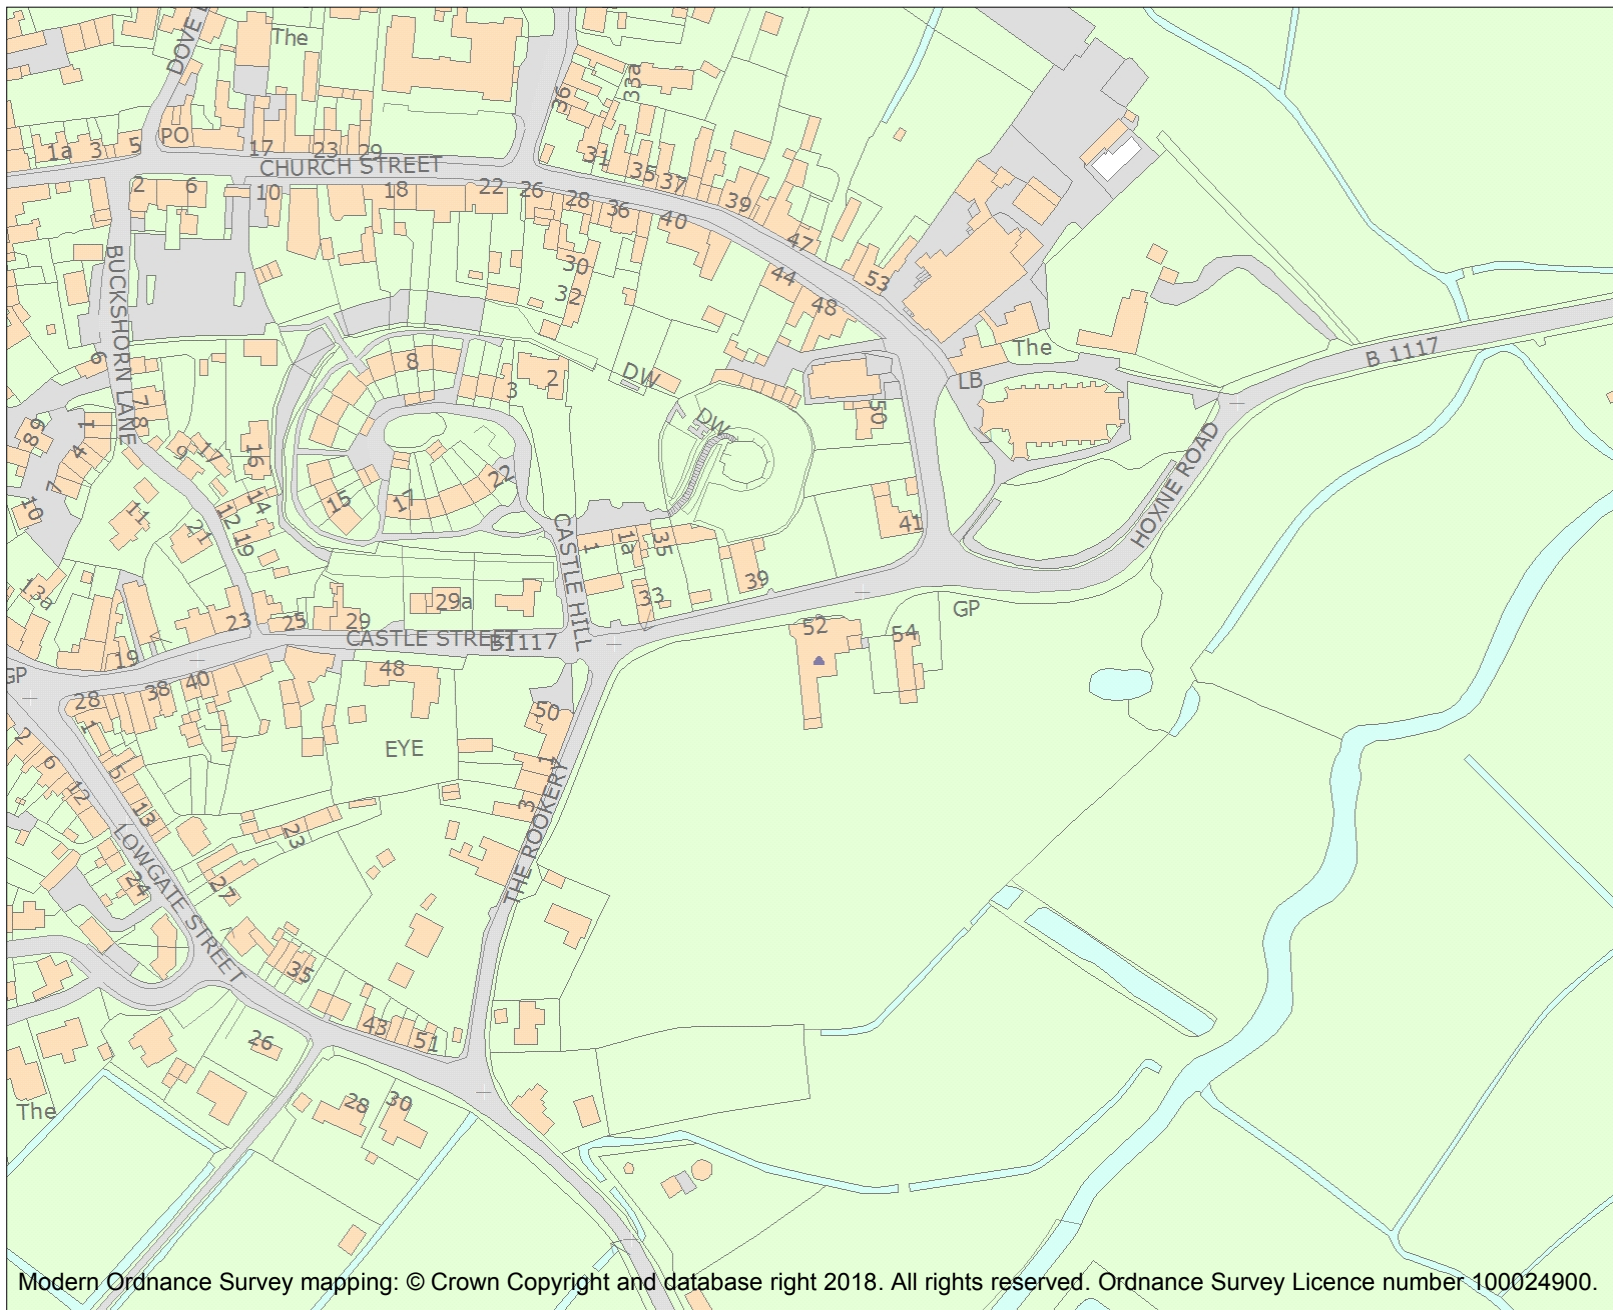 DOVE L
The
33a
36
1a 3 5
PO
17 23 29
31 35 37 39
CHURCH STREET
2 6 10 18 22 26 28 36 40
47
44 48 53
30
32
BUCKSHORN LANE
6
8
3 2
DW
DW
The
LB
50
B 1117
HOXNE ROAD
7 8
1
9 8
4
7
10
9 17 16
14
12
19
21
11
15 17 22
CASTLE HILL
1 1a 35
33
39
41
13a
29a
23 25 29
CASTLE STREET
B1117
GP
52 54
19
GP
28 38 40
48
50
EYE
1
3
THE ROOKERY
2
6
12
1
5
13
LOWGATE STREET
23
24
27
35
43 51
26
28 30
The
Modern Ordnance Survey mapping: © Crown Copyright and database right 2018. All rights reserved. Ordnance Survey Licence number 100024900.